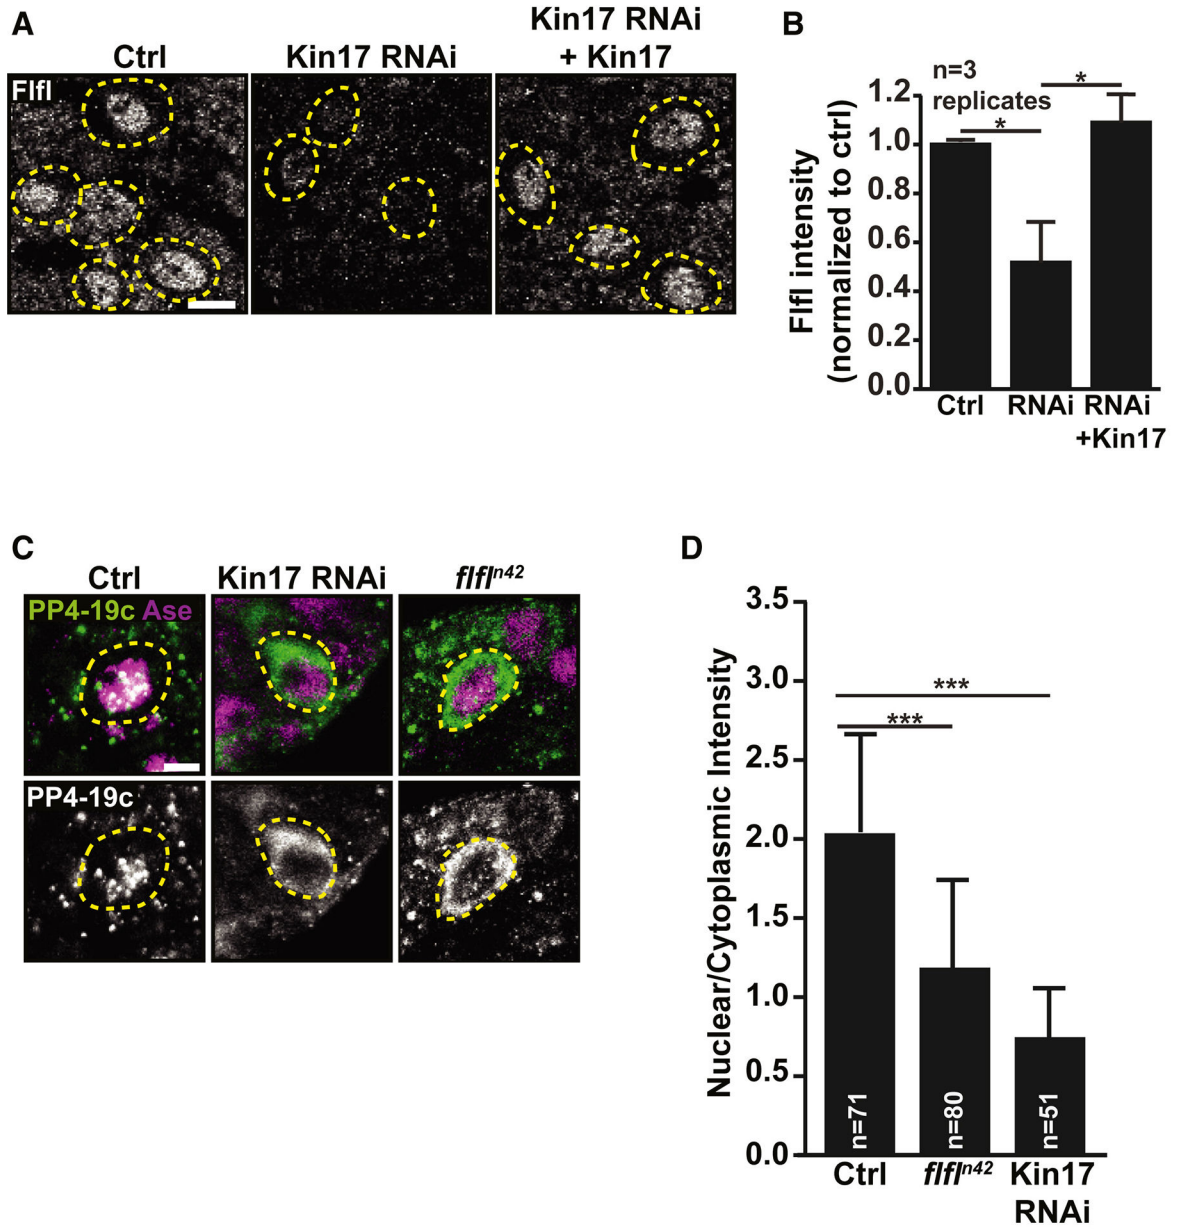 A
Ctrl
Kin17 RNAi
Kin17 RNAi
+ Kin17
Flfl
B
n=3
replicates
*
*
Flfl intensity
(normalized to ctrl)
1.2
1.0
0.8
0.6
0.4
0.2
0.0
Ctrl
RNAi
RNAi
+Kin17
C
Ctrl
Kin17 RNAi
flfl^n42
PP4-19c Ase
PP4-19c
D
Nuclear/Cytoplasmic Intensity
3.5
3.0
2.5
2.0
1.5
1.0
0.5
0.0
***
***
n=71
n=80
n=51
Ctrl
flfl^n42
Kin17
RNAi